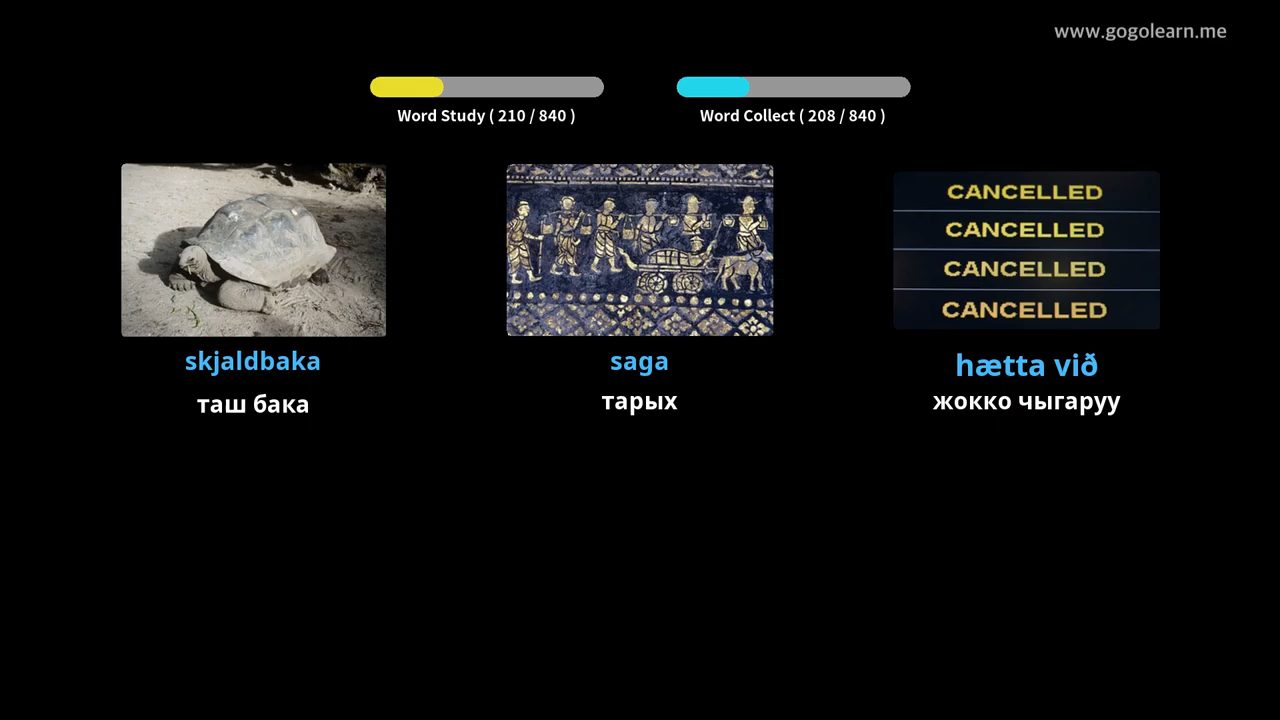 www.gogolearn.me
Word Study ( 210 / 840 )
Word Collect ( 208 / 840 )
CANCELLED
CANCELLED
CANCELLED
CANCELLED
skjaldbaka
таш бака
saga
тарых
hætta við
жокко чыгаруу